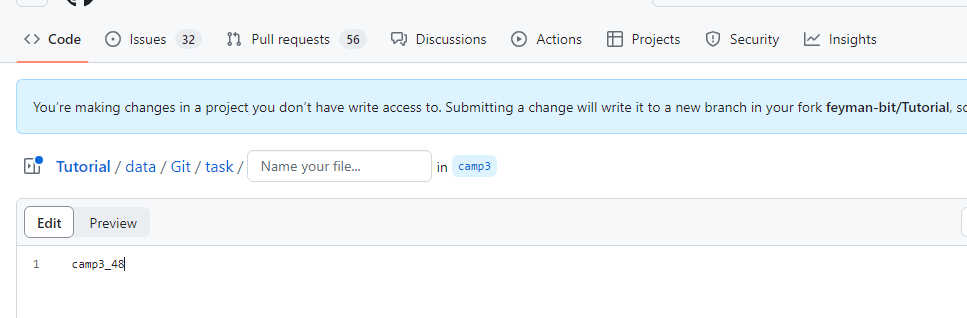 Code Issues 32 Pull requests 56 Discussions Actions Projects Security Insights
You're making changes in a project you don't have write access to. Submitting a change will write it to a new branch in your fork feyman-bit/Tutorial, so
Tutorial / data / Git / task / Name your file... in camp3
Edit Preview
1 camp3_48